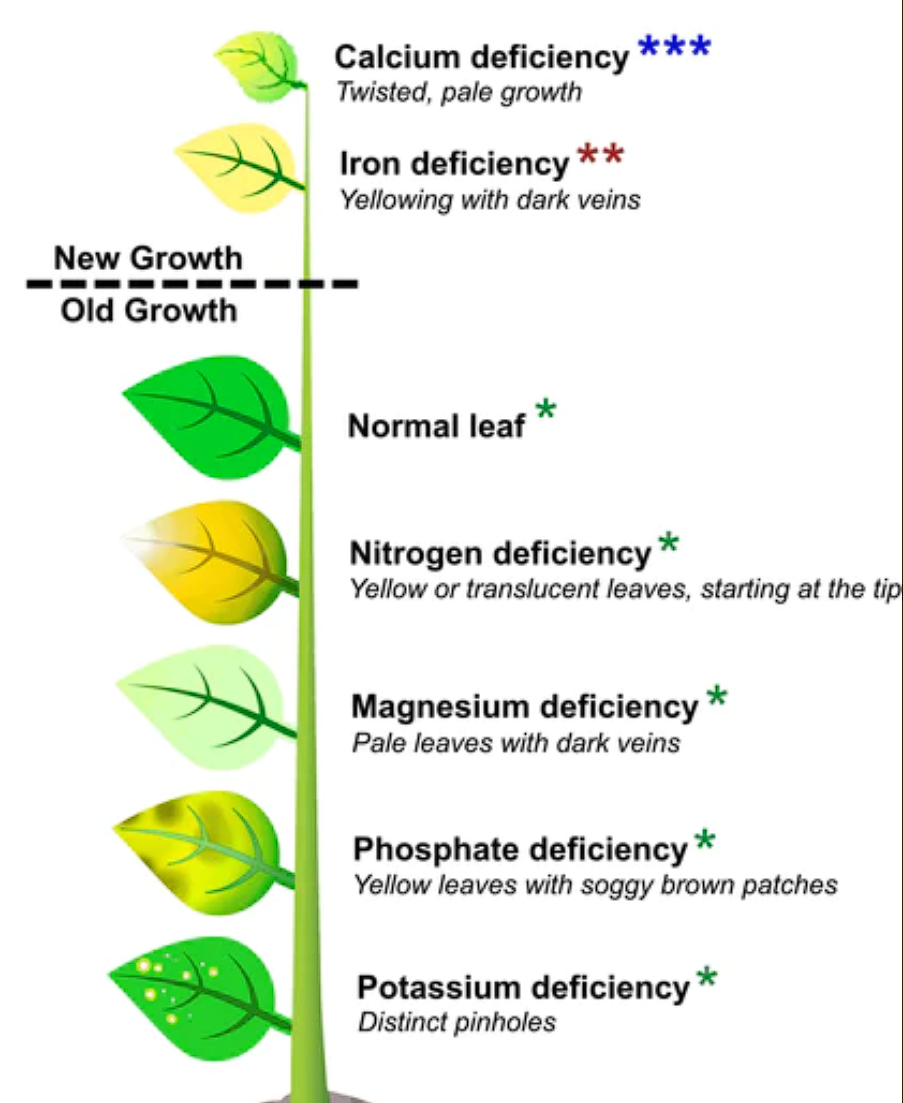 Calcium deficiency ***
Twisted, pale growth
Iron deficiency **
Yellowing with dark veins
New Growth
Old Growth
Normal leaf *
Nitrogen deficiency *
Yellow or translucent leaves, starting at the tip
Magnesium deficiency *
Pale leaves with dark veins
Phosphate deficiency *
Yellow leaves with soggy brown patches
Potassium deficiency *
Distinct pinholes